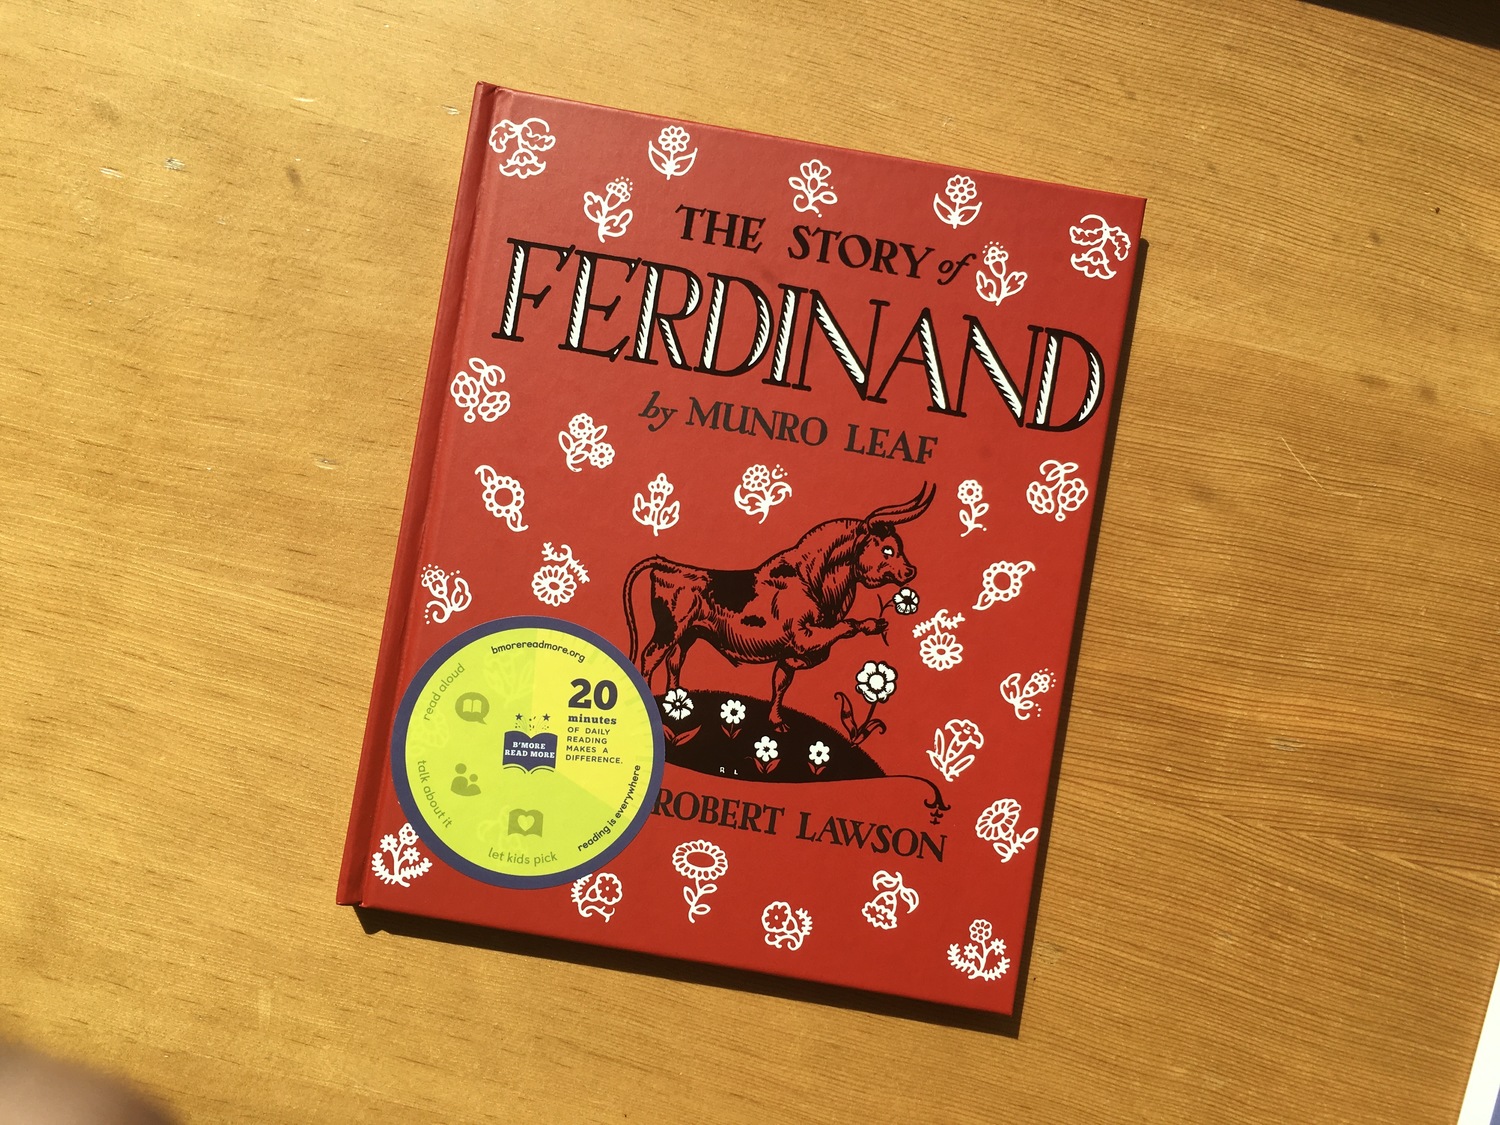 THE STORY of
FERDINAND
by MUNRO LEAF
R L
ROBERT LAWSON
bmorereadmore.org
read aloud
20
minutes
OF DAILY
READING
MAKES A
DIFFERENCE.
B'MORE
READ MORE
talk about it
let kids pick
reading is everywhere